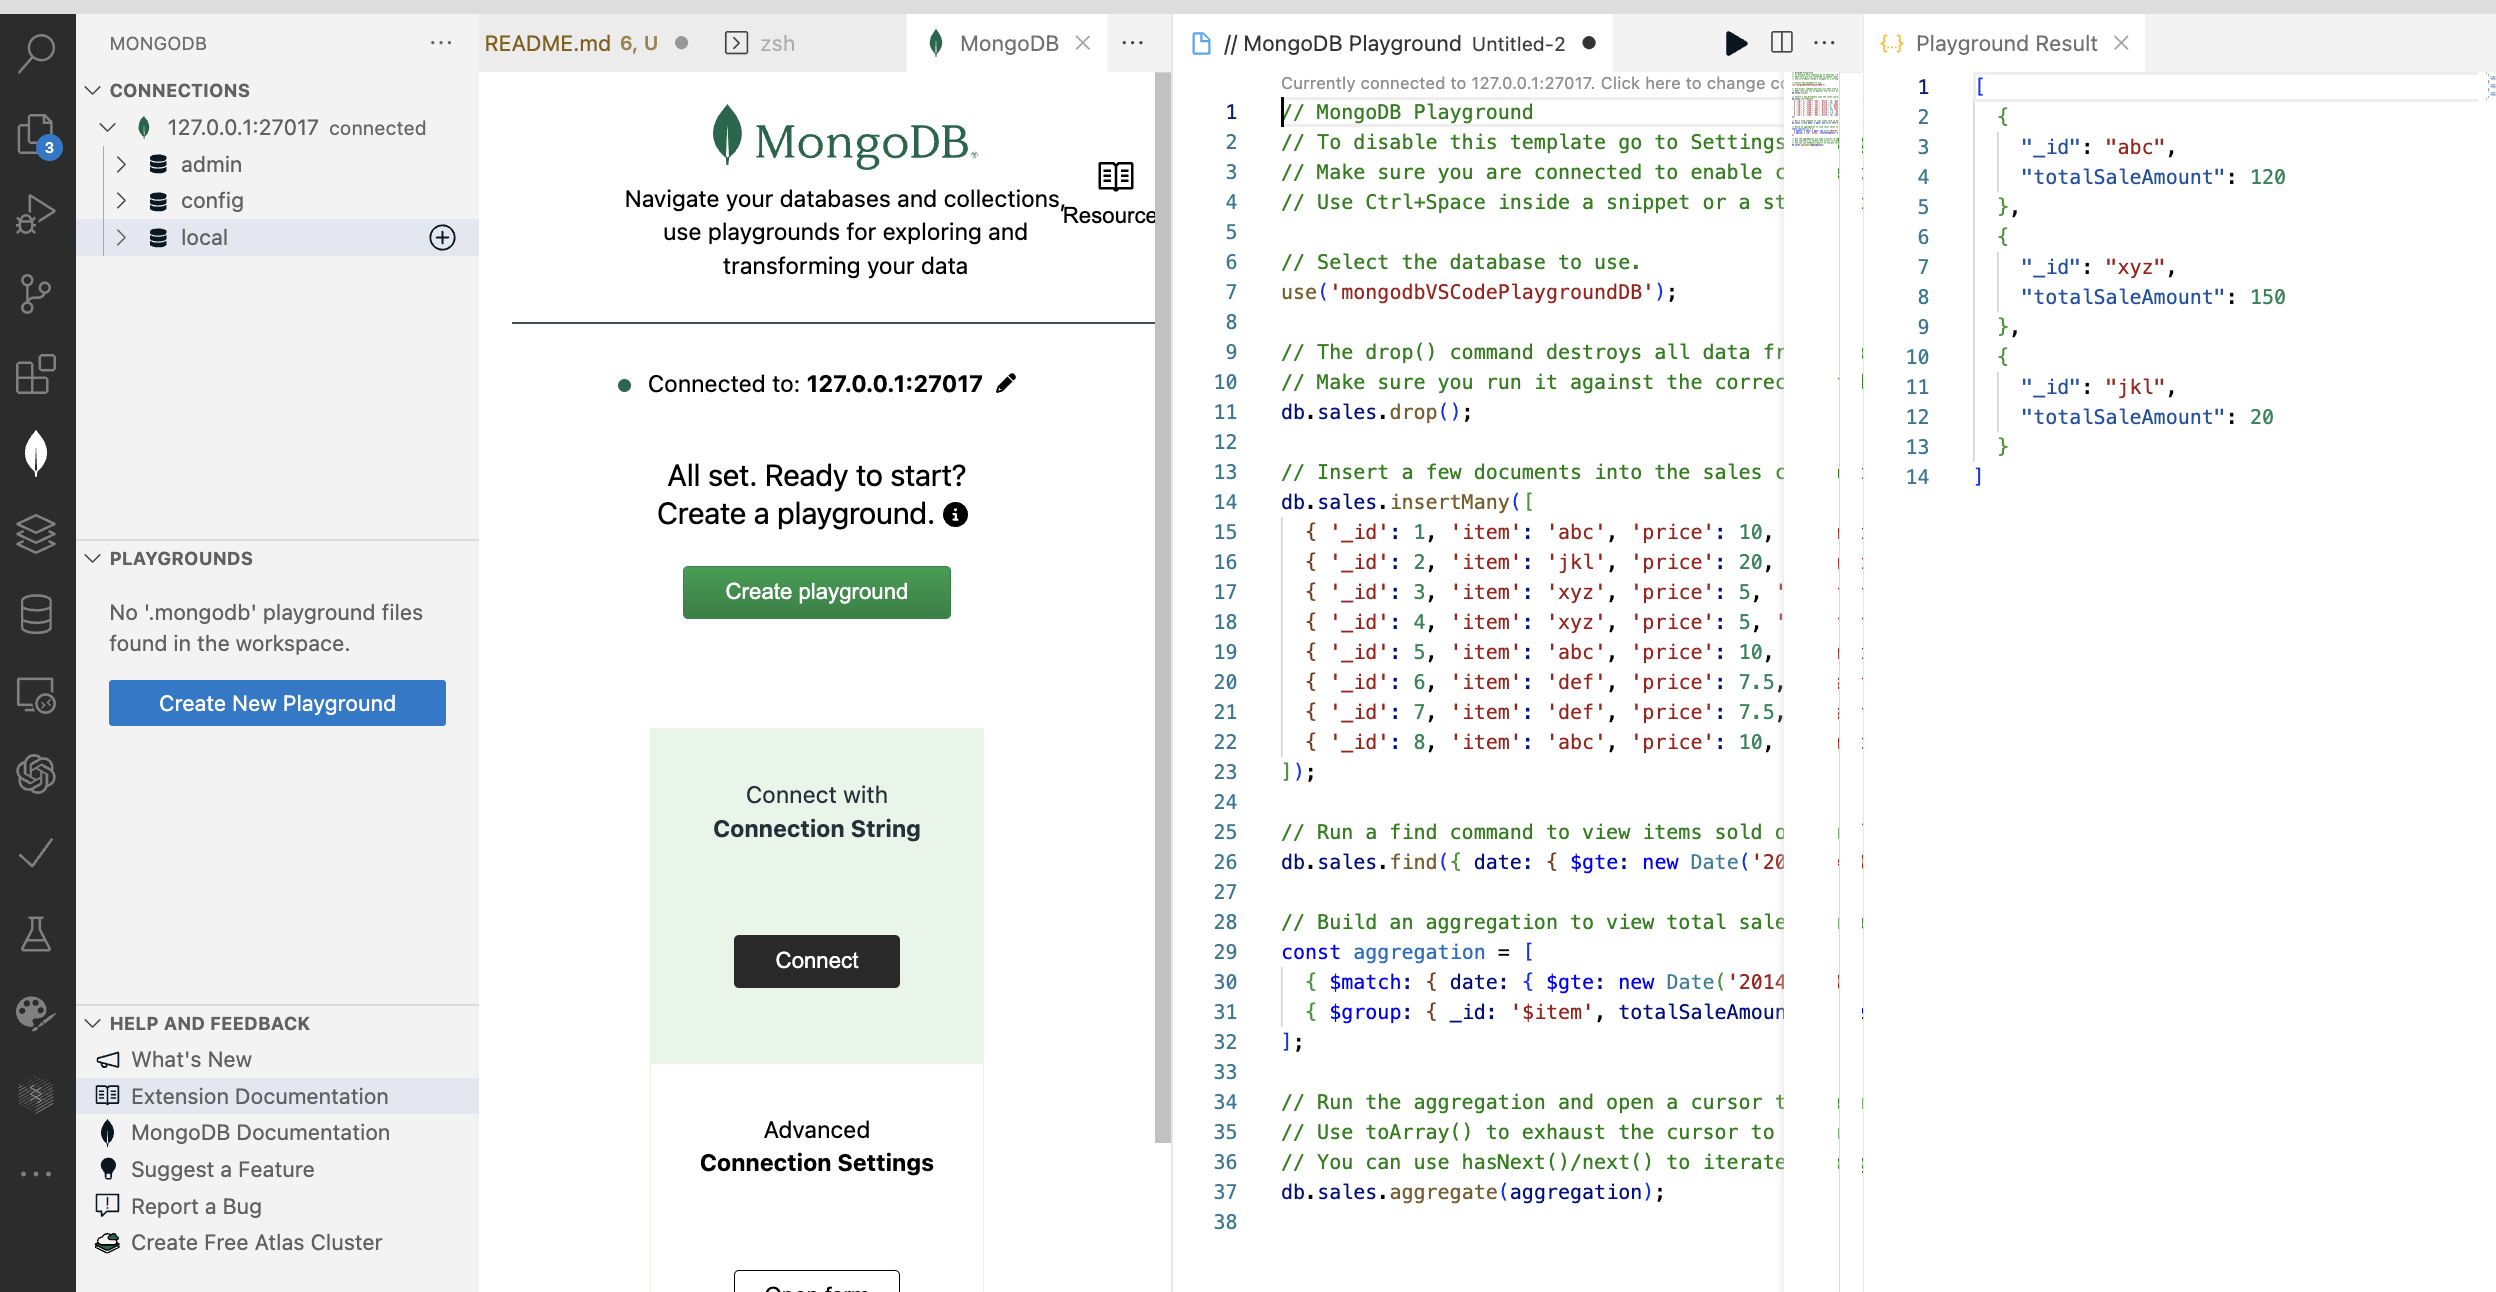 MONGODB
CONNECTIONS
127.0.0.1:27017 connected
admin
config
local
3
PLAYGROUNDS
No '.mongodb' playground files
found in the workspace.
Create New Playground
HELP AND FEEDBACK
What's New
Extension Documentation
MongoDB Documentation
Suggest a Feature
Report a Bug
Create Free Atlas Cluster
README.md 6, U
zsh
MongoDB
MongoDB®
Navigate your databases and collections,
use playgrounds for exploring and
transforming your data
Resource
Connected to: 127.0.0.1:27017
All set. Ready to start?
Create a playground.
Create playground
Connect with
Connection String
Connect
Advanced
Connection Settings
Open form
// MongoDB Playground Untitled-2
Currently connected to 127.0.0.1:27017. Click here to change
1 // MongoDB Playground
2 // To disable this template go to Settings
3 // Make sure you are connected to enable
4 // Use Ctrl+Space inside a snippet or a
5
6 // Select the database to use.
7 use('mongodbVSCodePlaygroundDB');
8
9 // The drop() command destroys all data
10 // Make sure you run it against the
11 db.sales.drop();
12
13 // Insert a few documents into the sales
14 db.sales.insertMany([
15 { '_id': 1, 'item': 'abc', 'price': 10,
16 { '_id': 2, 'item': 'jkl', 'price': 20,
17 { '_id': 3, 'item': 'xyz', 'price': 5, '
18 { '_id': 4, 'item': 'xyz', 'price': 5, '
19 { '_id': 5, 'item': 'abc', 'price': 10,
20 { '_id': 6, 'item': 'def', 'price': 7.5,
21 { '_id': 7, 'item': 'def', 'price': 7.5,
22 { '_id': 8, 'item': 'abc', 'price': 10,
23 ]);
24
25 // Run a find command to view items sold
26 db.sales.find({ date: { $gte: new Date('20
27
28 // Build an aggregation to view total
29 const aggregation = [
30 { $match: { date: { $gte: new Date('2014
31 { $group: { _id: '$item', totalSaleAmoun
32 ];
33
34 // Run the aggregation and open a cursor
35 // Use toArray() to exhaust the cursor to
36 // You can use hasNext()/next() to iterate
37 db.sales.aggregate(aggregation);
38
{..} Playground Result
1 [
2 {
3 "_id": "abc",
4 "totalSaleAmount": 120
5 },
6 {
7 "_id": "xyz",
8 "totalSaleAmount": 150
9 },
10 {
11 "_id": "jkl",
12 "totalSaleAmount": 20
13 }
14 ]